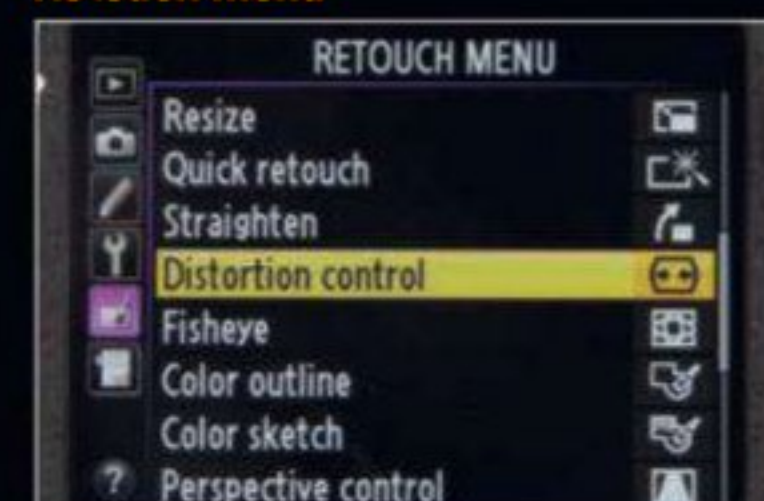 RETOUCH MENU
Resize
Quick retouch
Straighten
Distortion control
Fisheye
Color outline
Color sketch
?
Perspective control